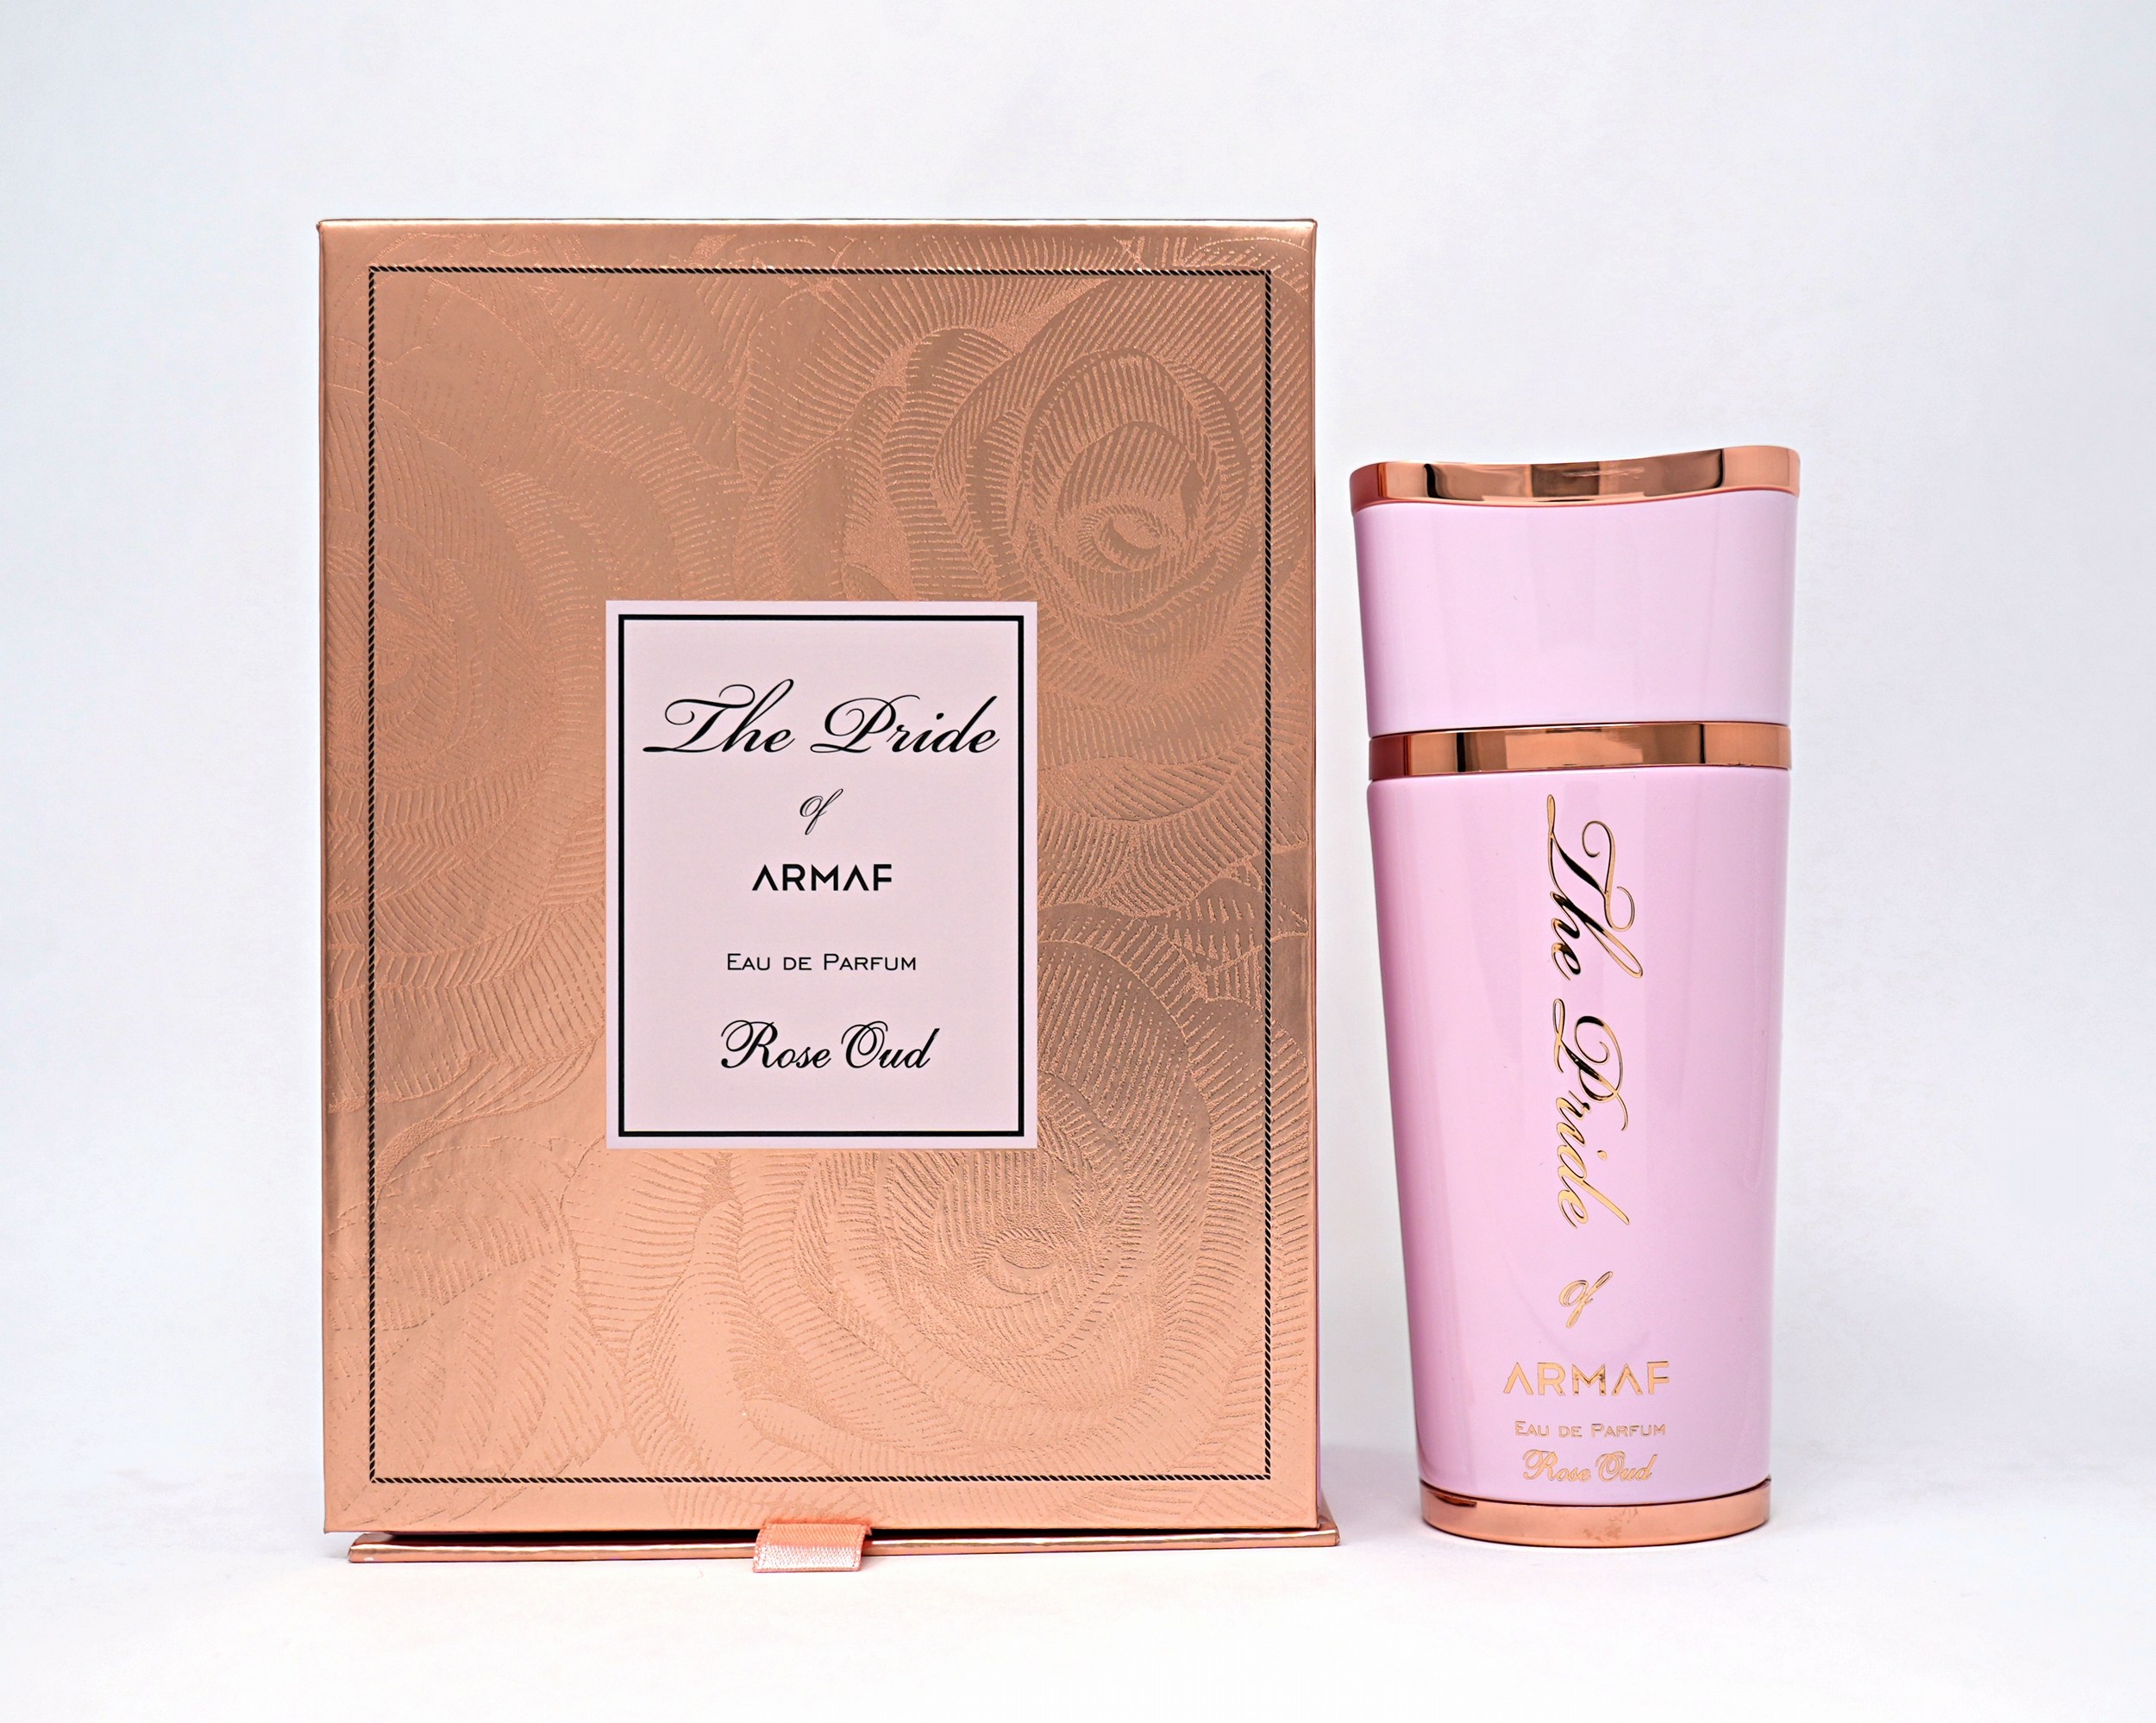 The Pride
of
ARMAF
EAU DE PARFUM
Rose Oud
The Pride of
ARMAF
EAU DE PARFUM
Rose Oud